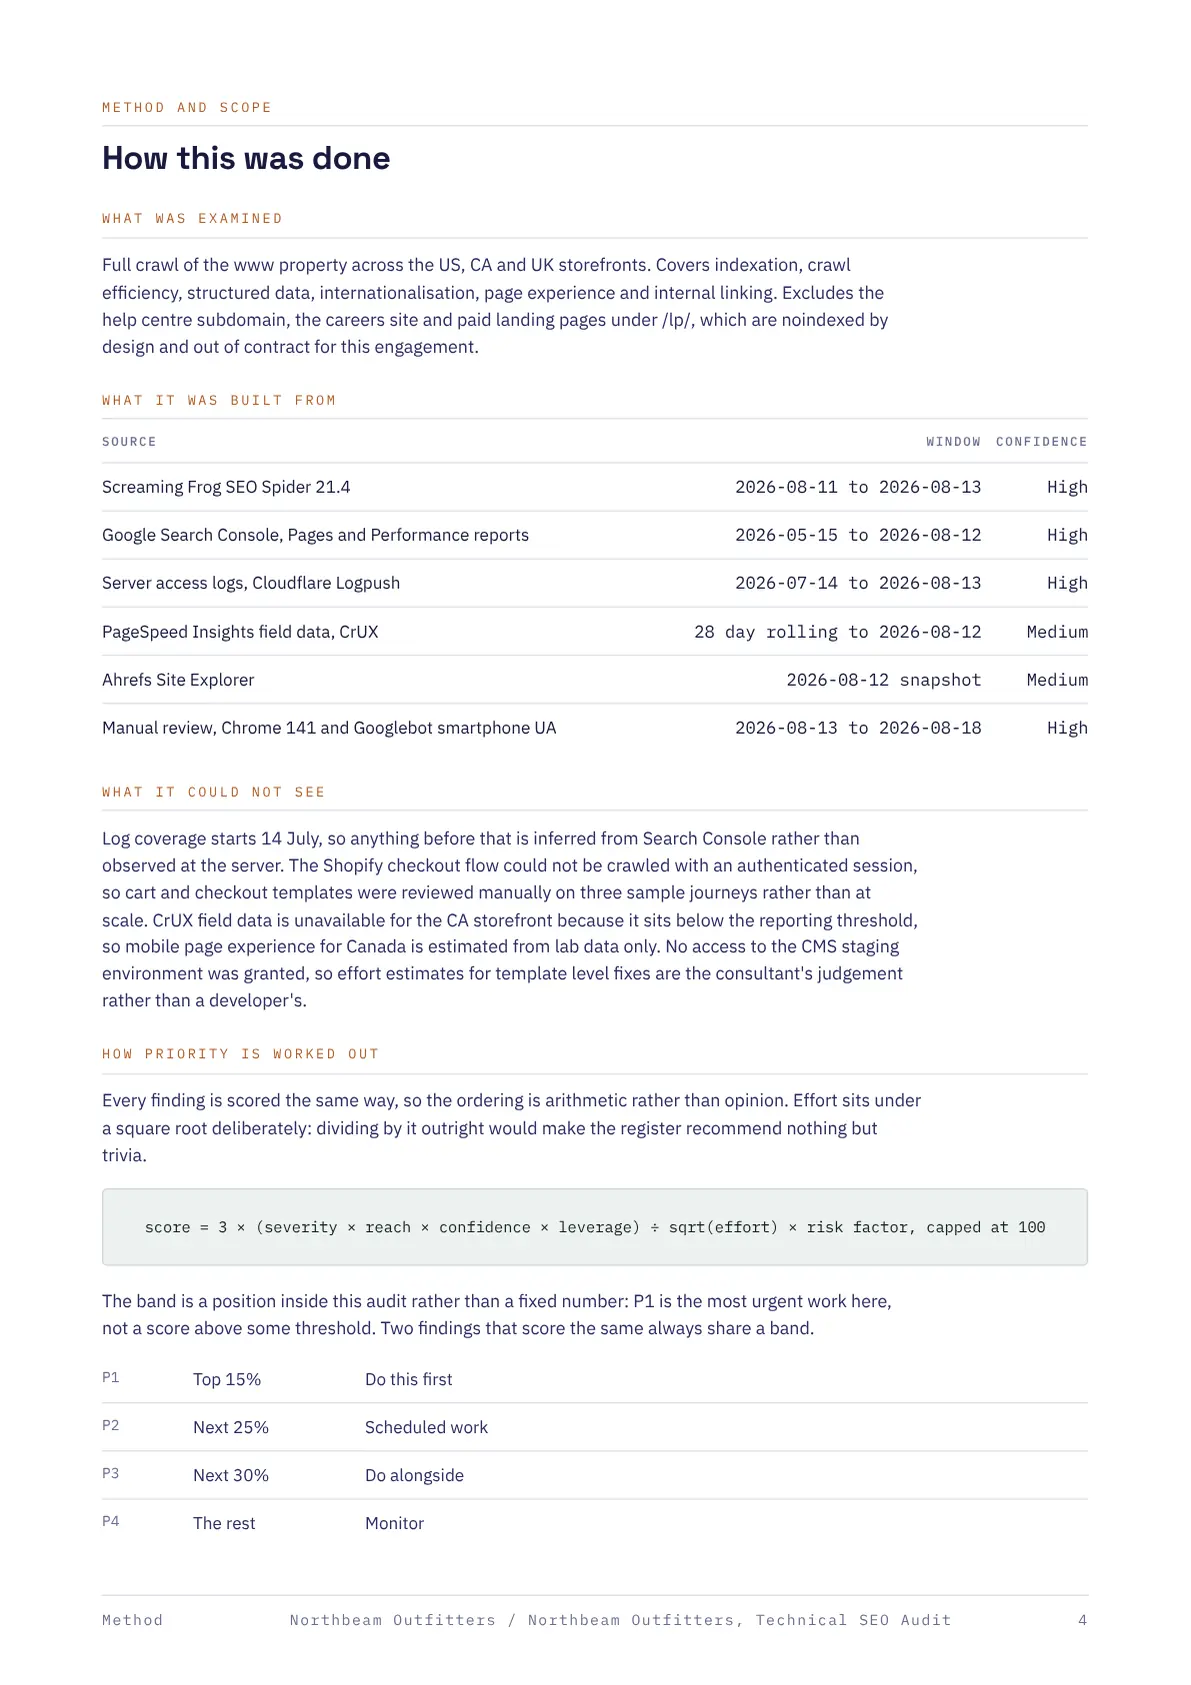 METHOD AND SCOPE
How this was done
WHAT WAS EXAMINED
Full crawl of the www property across the US, CA and UK storefronts. Covers indexation, crawl
efficiency, structured data, internationalisation, page experience and internal linking. Excludes the
help centre subdomain, the careers site and paid landing pages under /lp/, which are noindexed by
design and out of contract for this engagement.
WHAT IT WAS BUILT FROM
SOURCE WINDOW CONFIDENCE
Screaming Frog SEO Spider 21.4 2026-08-11 to 2026-08-13 High
Google Search Console, Pages and Performance reports 2026-05-15 to 2026-08-12 High
Server access logs, Cloudflare Logpush 2026-07-14 to 2026-08-13 High
PageSpeed Insights field data, CrUX 28 day rolling to 2026-08-12 Medium
Ahrefs Site Explorer 2026-08-12 snapshot Medium
Manual review, Chrome 141 and Googlebot smartphone UA 2026-08-13 to 2026-08-18 High
WHAT IT COULD NOT SEE
Log coverage starts 14 July, so anything before that is inferred from Search Console rather than
observed at the server. The Shopify checkout flow could not be crawled with an authenticated session,
so cart and checkout templates were reviewed manually on three sample journeys rather than at
scale. CrUX field data is unavailable for the CA storefront because it sits below the reporting threshold,
so mobile page experience for Canada is estimated from lab data only. No access to the CMS staging
environment was granted, so effort estimates for template level fixes are the consultant's judgement
rather than a developer's.
HOW PRIORITY IS WORKED OUT
Every finding is scored the same way, so the ordering is arithmetic rather than opinion. Effort sits under
a square root deliberately: dividing by it outright would make the register recommend nothing but
trivia.
score = 3 × (severity × reach × confidence × leverage) ÷ sqrt(effort) × risk factor, capped at 100
The band is a position inside this audit rather than a fixed number: P1 is the most urgent work here,
not a score above some threshold. Two findings that score the same always share a band.
P1 Top 15% Do this first
P2 Next 25% Scheduled work
P3 Next 30% Do alongside
P4 The rest Monitor
Method Northbeam Outfitters / Northbeam Outfitters, Technical SEO Audit 4